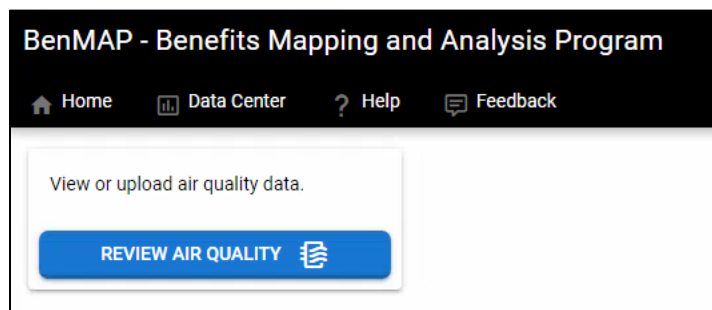 BenMAP - Benefits Mapping and Analysis Program
Home Data Center Help Feedback
View or upload air quality data.
REVIEW AIR QUALITY